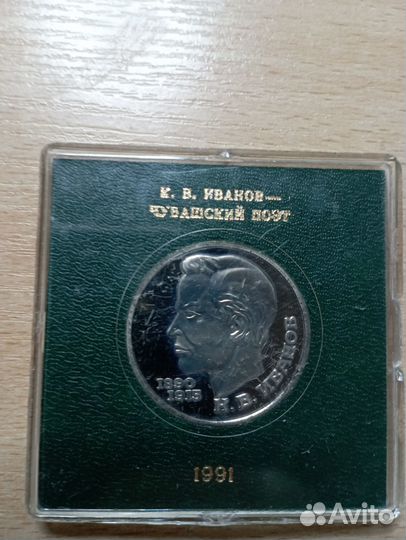 К. В. ИВАНОВ—
ЧУВАШСКИЙ ПОЭТ
1890
1915
К. В. ИВАНОВ
1991
Avito